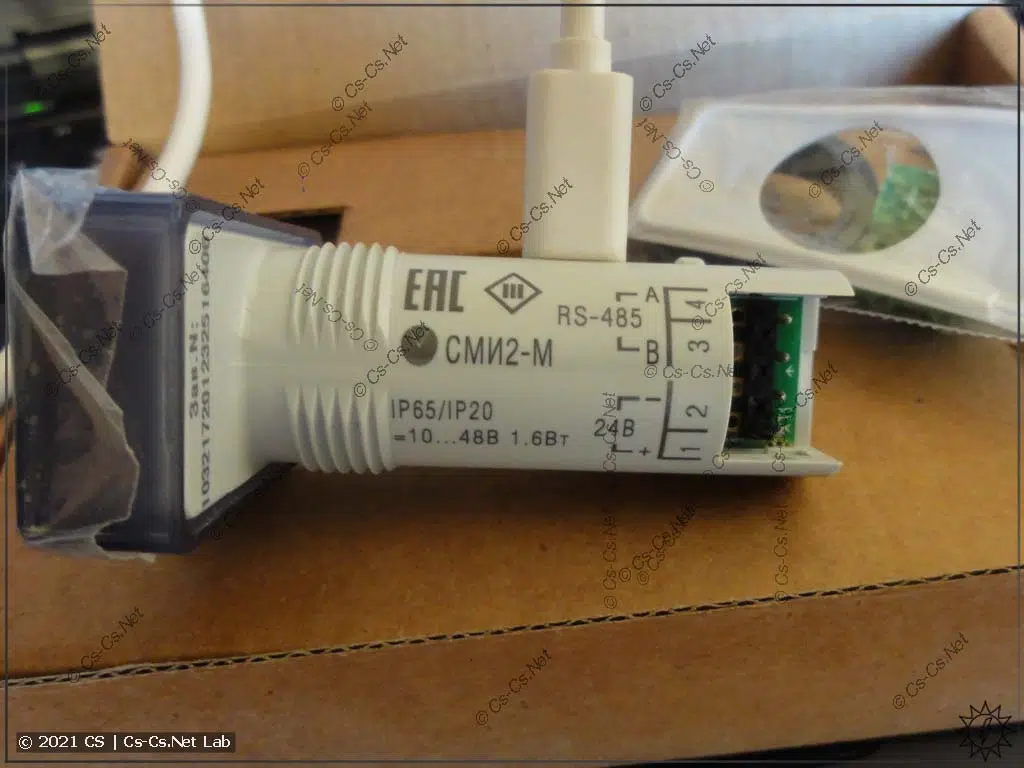 EAC
СМИ2-М
IP65/IP20
=10...48В 1.6Вт
RS-485
A
B
24В
-
+
4
3
2
1
Зав.N:
© Cs-Cs.Net
© 2021 CS | Cs-Cs.Net Lab